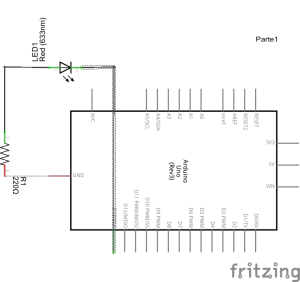 Parte1
LED1
Red (633nm)
N/C
A5/SCL
A4/SDA
A3
A2
A1
A0
ioref
AREF
RESET2
RESET
3V3
5V
VIN
Arduino
Uno
(Rev3)
GND
R1
220Ω
D12/MISO
D11 PWM/MOSI
D10 PWM/SS
D9 PWM
D8
D7
D6 PWM
D5 PWM
D4
D3 PWM
D2
D1/TX
D0/RX
fritzing